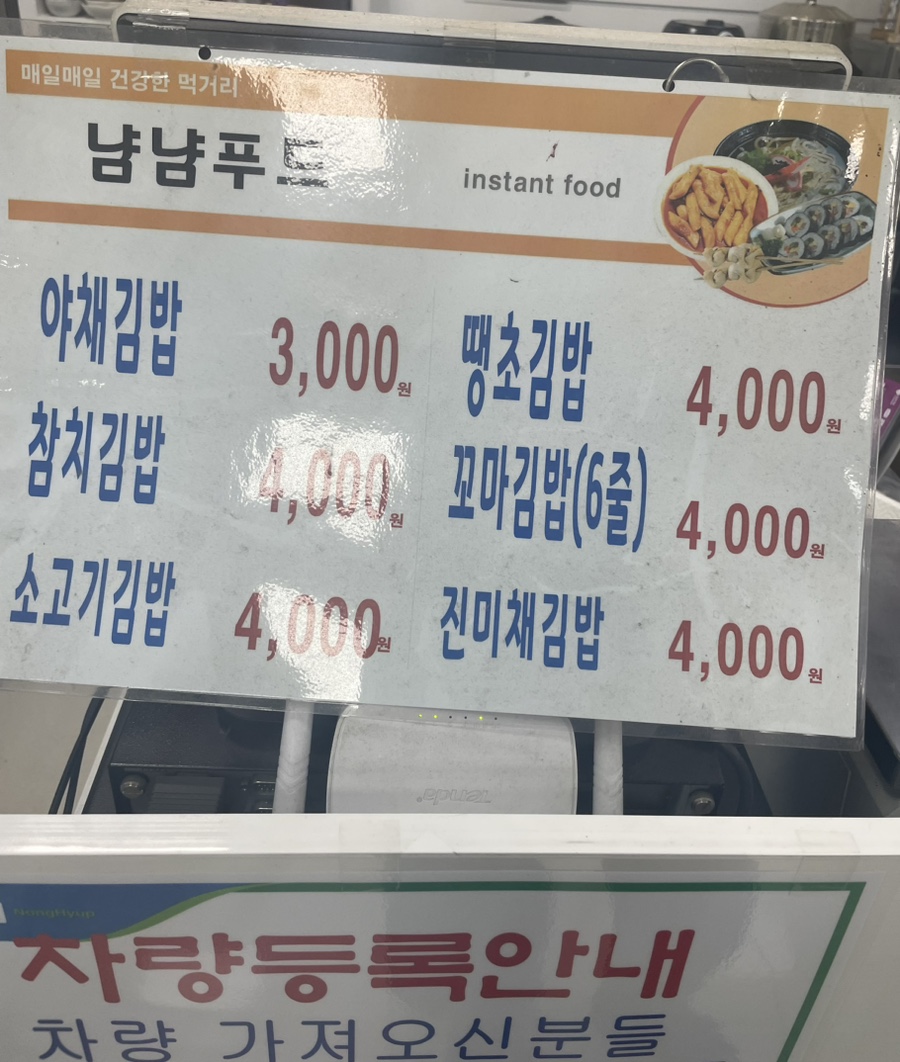 매일매일 건강한 먹거리
냠냠푸드
instant food
야채김밥 3,000원
땡초김밥 4,000원
참치김밥 4,000원
꼬마김밥(6줄) 4,000원
소고기김밥 4,000원
진미채김밥 4,000원
Tenda
NongHyup
차량등록안내
차량 가져오신분들